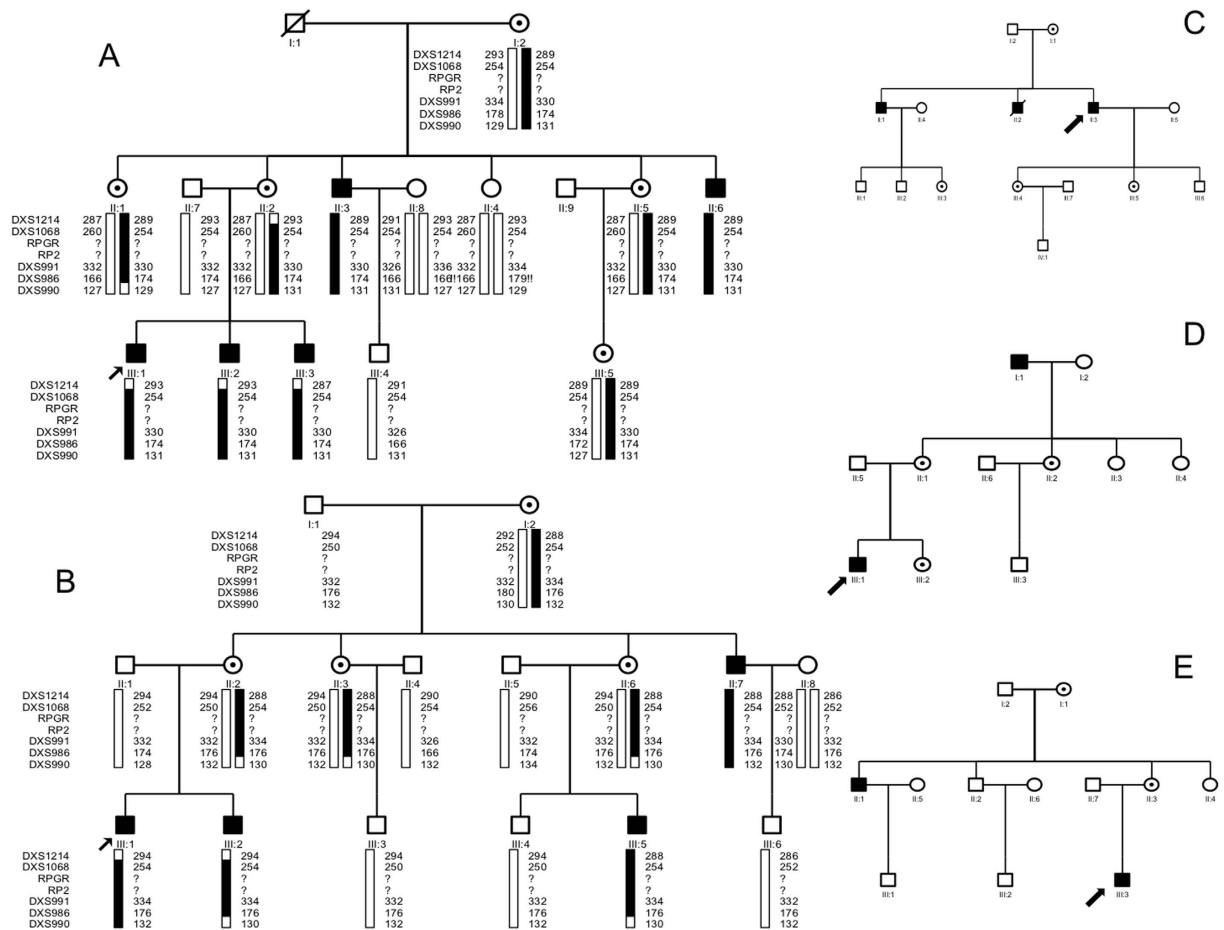 A
I:1
I:2
DXS1214 293 289
DXS1068 254 254
RPGR ? ?
RP2 ? ?
DXS991 334 330
DXS986 178 174
DXS990 129 131
II:1 II:7 II:2 II:3 II:8 II:4 II:9 II:5 II:6
DXS1214 287 289 293 287 293 289 291 293 287 293 287 289 289
DXS1068 260 254 254 260 254 254 254 254 260 254 260 254 254
RPGR ? ? ? ? ? ? ? ? ? ? ? ? ?
RP2 ? ? ? ? ? ? ? ? ? ? ? ? ?
DXS991 332 330 332 332 330 330 326 336 332 334 332 330 330
DXS986 166 174 174 166 174 174 166 166!!166 179!! 166 174 174
DXS990 127 129 127 127 131 131 131 127 127 129 127 131 131
III:1 III:2 III:3 III:4 III:5
DXS1214 293 293 287 291 289 289
DXS1068 254 254 254 254 254 254
RPGR ? ? ? ? ? ?
RP2 ? ? ? ? ? ?
DXS991 330 330 330 326 334 330
DXS986 174 174 174 166 172 174
DXS990 131 131 131 131 127 131
B
I:1 I:2
DXS1214 294 292 288
DXS1068 250 252 254
RPGR ? ? ?
RP2 ? ? ?
DXS991 332 332 334
DXS986 176 180 176
DXS990 132 130 132
II:1 II:2 II:3 II:4 II:5 II:6 II:7 II:8
DXS1214 294 294 288 294 288 290 290 294 288 288 288 286
DXS1068 252 250 254 250 254 254 256 250 254 254 252 252
RPGR ? ? ? ? ? ? ? ? ? ? ? ?
RP2 ? ? ? ? ? ? ? ? ? ? ? ?
DXS991 332 332 334 332 334 326 332 332 334 334 330 332
DXS986 174 176 176 176 176 166 174 176 176 176 174 176
DXS990 128 132 130 132 130 132 134 132 130 132 130 132
III:1 III:2 III:3 III:4 III:5 III:6
DXS1214 294 294 294 294 288 286
DXS1068 254 254 250 250 254 252
RPGR ? ? ? ? ? ?
RP2 ? ? ? ? ? ?
DXS991 334 334 332 332 334 332
DXS986 176 176 176 176 176 176
DXS990 132 130 132 132 130 132
C
I:2 I:1
II:1 II:4 II:2 II:3 II:5
III:1 III:2 III:3 III:4 III:7 III:5 III:6
IV:1
D
I:1 I:2
II:5 II:1 II:6 II:2 II:3 II:4
III:1 III:2 III:3
E
I:2 I:1
II:1 II:5 II:2 II:6 II:7 II:3 II:4
III:1 III:2 III:3